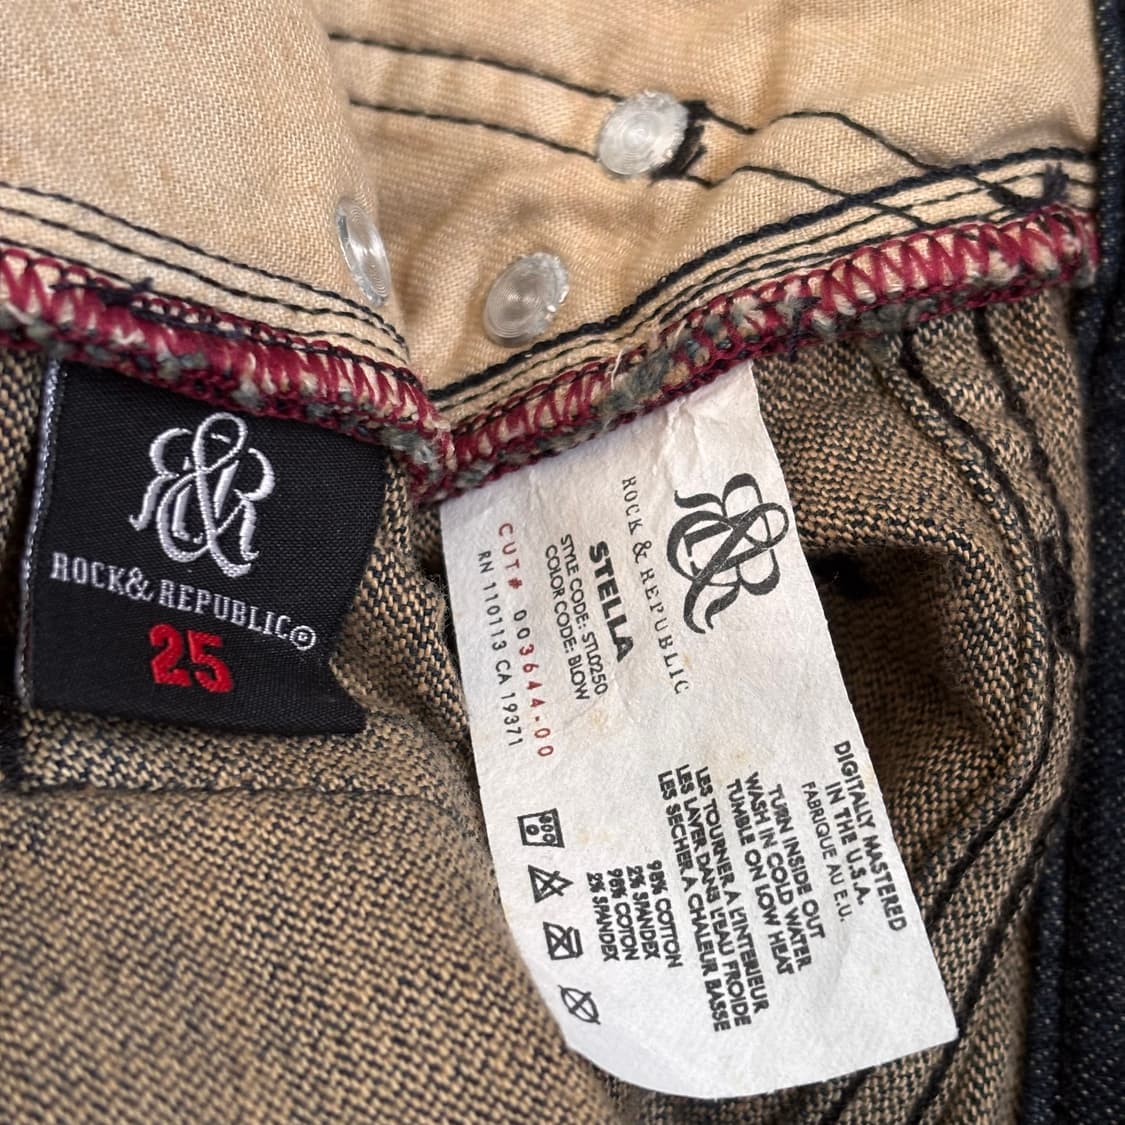 R&R
ROCK & REPUBLIC®
25
R&R
ROCK & REPUBLIC
STELLA
STYLE CODE: STL0250
COLOR CODE: BLOW
CUT# 003644-00
RN 110113 CA 19371
DIGITALLY MASTERED
IN THE U.S.A.
FABRIQUE AU E.U.
TURN INSIDE OUT
WASH IN COLD WATER
TUMBLE ON LOW HEAT
LES TOURNER A L'INTERIEUR
LES LAVER DANS L'EAU FROIDE
LES SECHER A CHALEUR BASSE
98% COTTON
2% SPANDEX
98% COTTON
2% SPANDEX